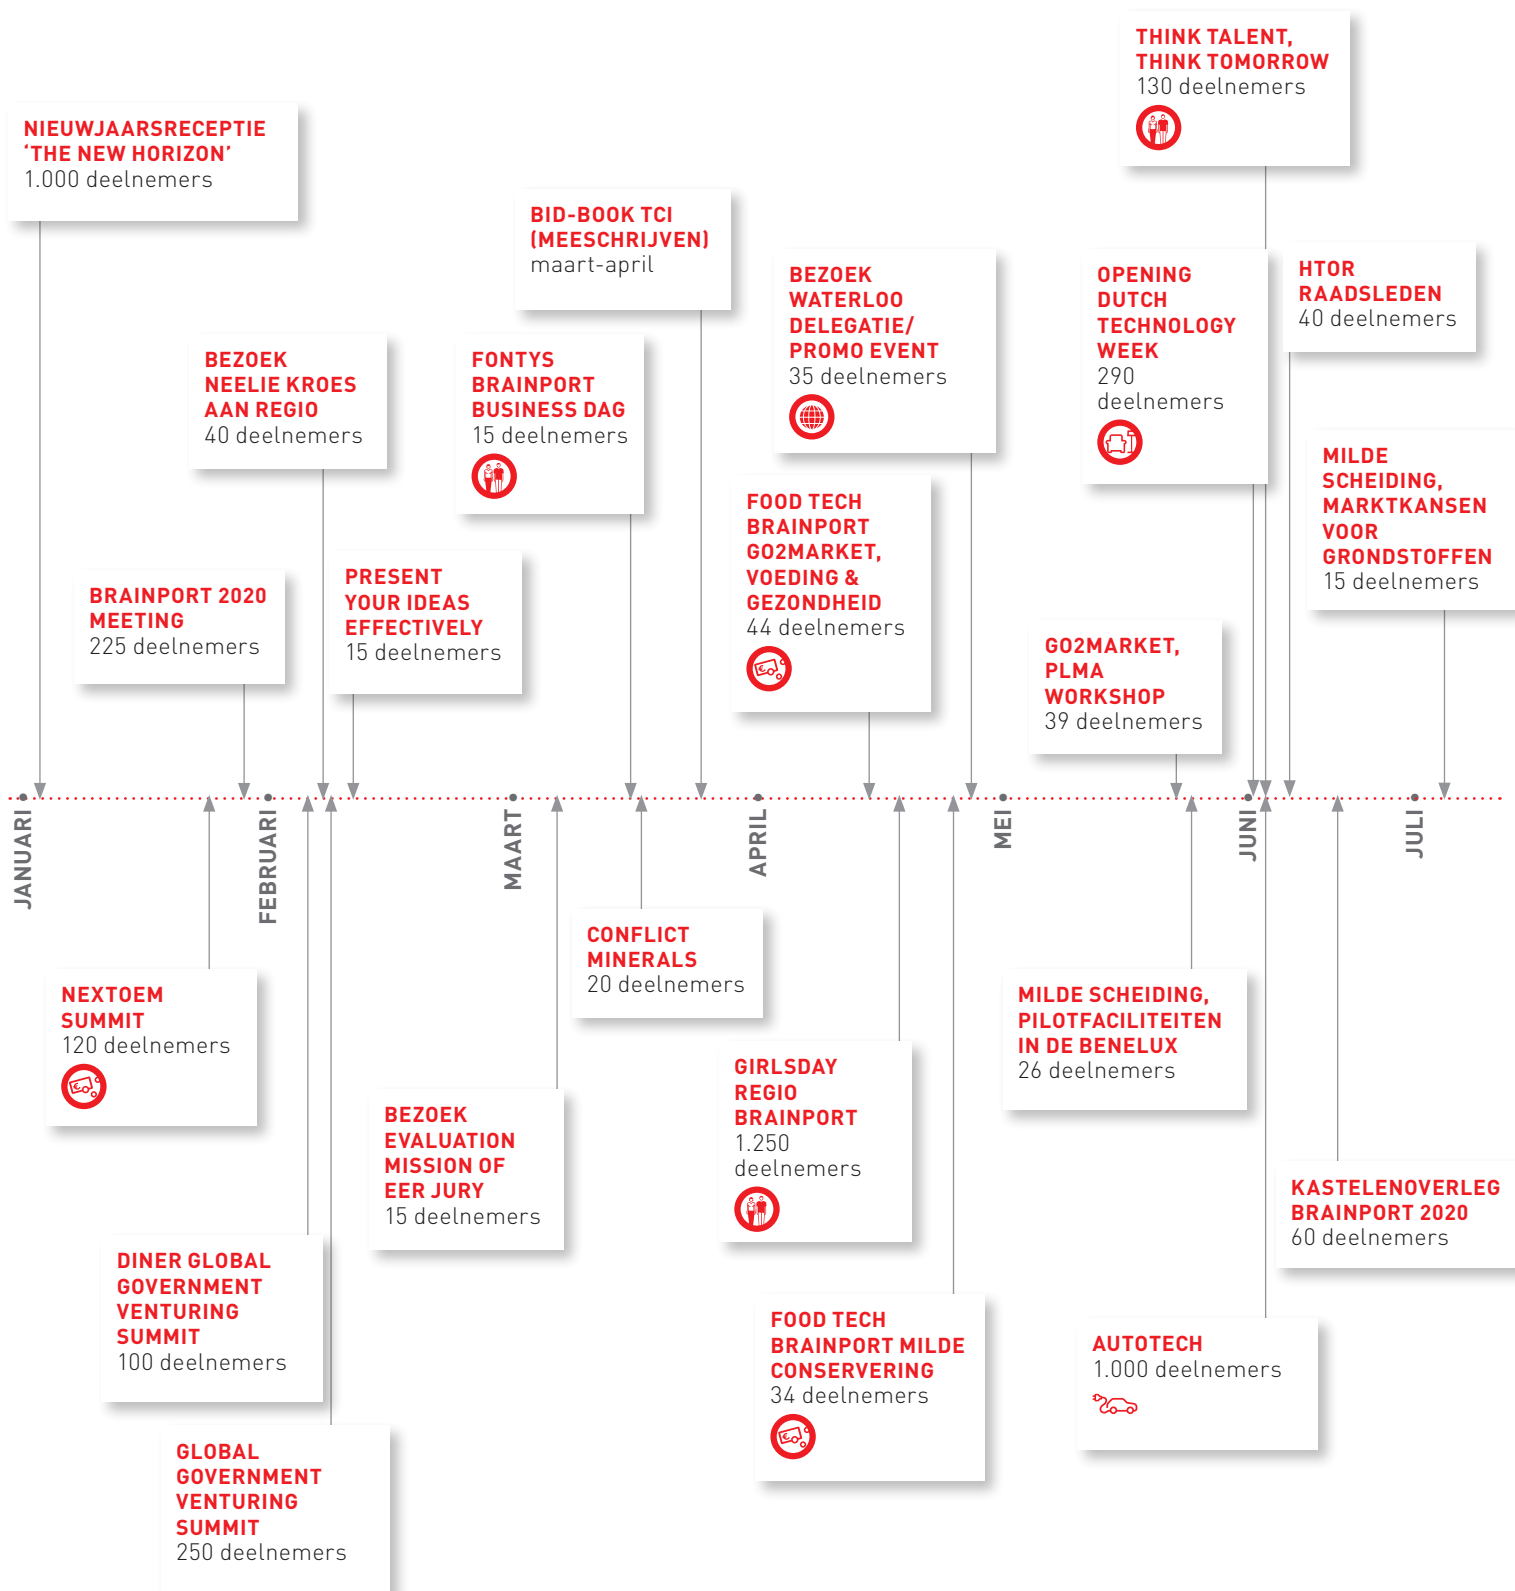 THINK TALENT,
THINK TOMORROW
130 deelnemers
NIEUWJAARSRECEPTIE
‘THE NEW HORIZON’
1.000 deelnemers
BID-BOOK TCI
(MEESCHRIJVEN)
maart-april
BEZOEK
WATERLOO
DELEGATIE/
PROMO EVENT
35 deelnemers
OPENING
DUTCH
TECHNOLOGY
WEEK
290
deelnemers
HTOR
RAADSLEDEN
40 deelnemers
BEZOEK
NEELIE KROES
AAN REGIO
40 deelnemers
FONTYS
BRAINPORT
BUSINESS DAG
15 deelnemers
MILDE
SCHEIDING,
MARKTKANSEN
VOOR
GRONDSTOFFEN
15 deelnemers
FOOD TECH
BRAINPORT
GO2MARKET,
VOEDING &
GEZONDHEID
44 deelnemers
€
BRAINPORT 2020
MEETING
225 deelnemers
PRESENT
YOUR IDEAS
EFFECTIVELY
15 deelnemers
GO2MARKET,
PLMA
WORKSHOP
39 deelnemers
JANUARI
FEBRUARI
MAART
APRIL
MEI
JUNI
JULI
CONFLICT
MINERALS
20 deelnemers
NEXTOEM
SUMMIT
120 deelnemers
€
MILDE SCHEIDING,
PILOTFACILITEITEN
IN DE BENELUX
26 deelnemers
GIRLSDAY
REGIO
BRAINPORT
1.250
deelnemers
BEZOEK
EVALUATION
MISSION OF
EER JURY
15 deelnemers
KASTELENOVERLEG
BRAINPORT 2020
60 deelnemers
DINER GLOBAL
GOVERNMENT
VENTURING
SUMMIT
100 deelnemers
FOOD TECH
BRAINPORT MILDE
CONSERVERING
34 deelnemers
€
AUTOTECH
1.000 deelnemers
GLOBAL
GOVERNMENT
VENTURING
SUMMIT
250 deelnemers